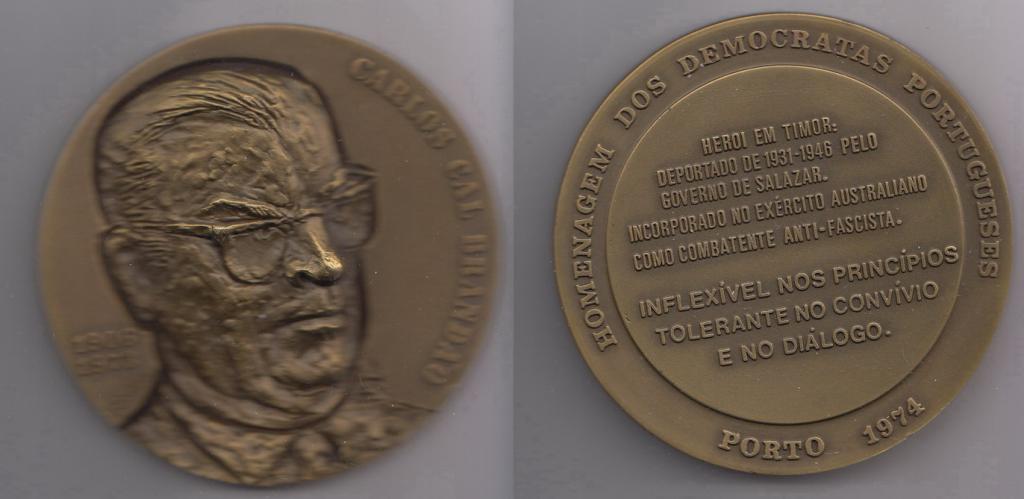 CARLOS CAL BRANDÃO
HOMENAGEM DOS DEMOCRATAS PORTUGUESES
HEROI EM TIMOR:
DEPORTADO DE 1931-1946 PELO
GOVERNO DE SALAZAR.
INCORPORADO NO EXÉRCITO AUSTRALIANO
COMO COMBATENTE ANTI-FASCISTA.
INFLEXÍVEL NOS PRINCÍPIOS
TOLERANTE NO CONVÍVIO
E NO DIÁLOGO.
PORTO 1974